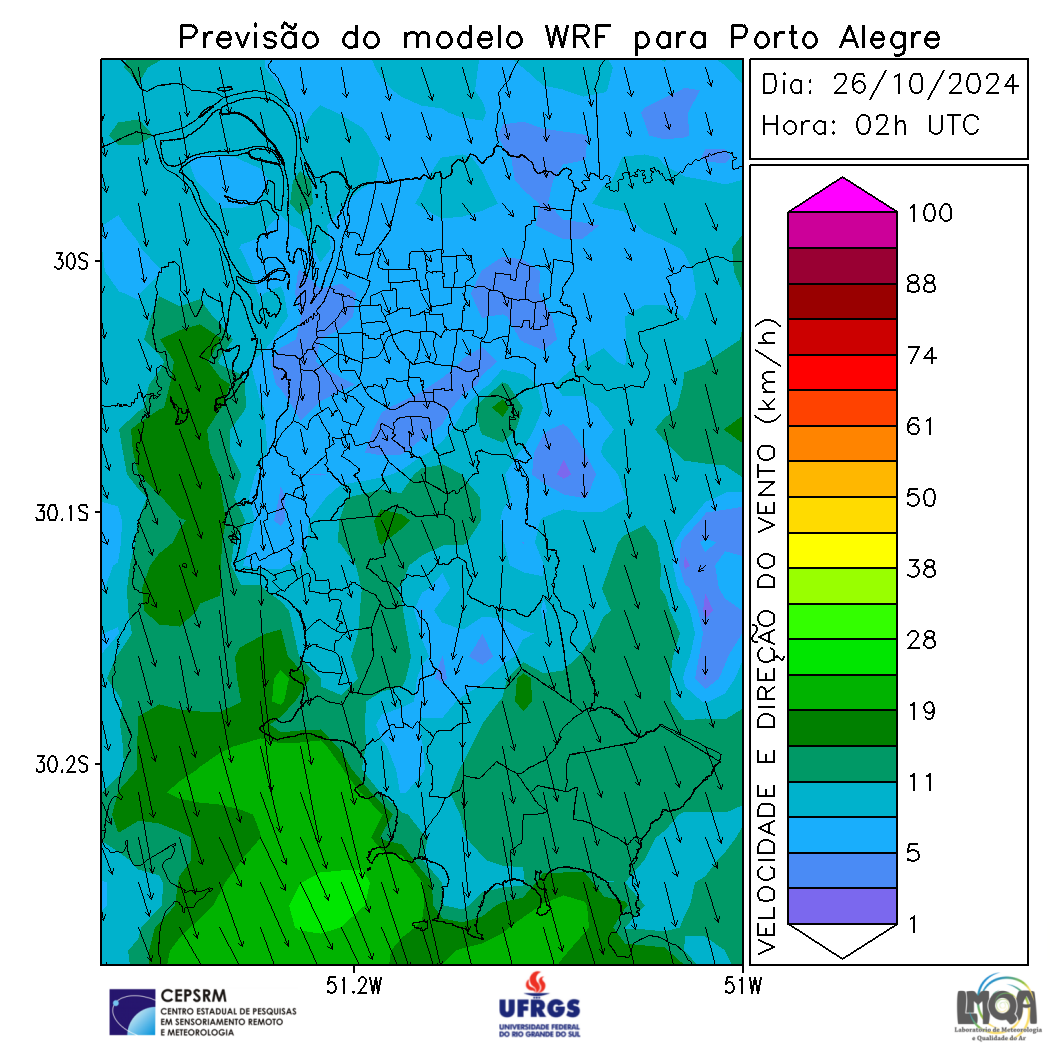 Previsão do modelo WRF para Porto Alegre
Dia: 26/10/2024
Hora: 02h UTC
30S
30.1S
30.2S
51.2W
51W
VELOCIDADE E DIREÇÃO DO VENTO (km/h)
100
88
74
61
50
38
28
19
11
5
1
CEPSRM
CENTRO ESTADUAL DE PESQUISAS
EM SENSORIAMENTO REMOTO
E METEOROLOGIA
UFRGS
UNIVERSIDADE FEDERAL
DO RIO GRANDE DO SUL
LMQA
Laboratório de Meteorologia
e Qualidade do Ar